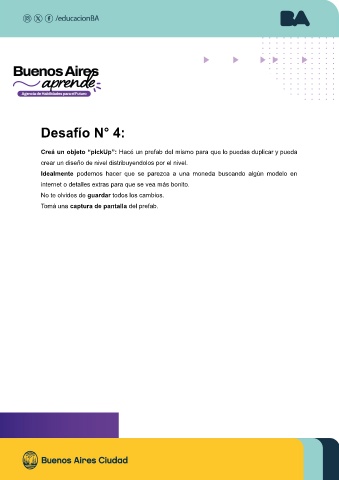 /educacionBA
BA
Buenos Aires
aprende
Agencia de Habilidades para el Futuro
Desafío N° 4:
Creá un objeto “pickUp”: Hacé un prefab del mismo para que lo puedas duplicar y pueda
crear un diseño de nivel distribuyendolos por el nivel.
Idealmente podemos hacer que se parezca a una moneda buscando algún modelo en
internet o detalles extras para que se vea más bonito.
No te olvides de guardar todos los cambios.
Tomá una captura de pantalla del prefab.
Buenos Aires Ciudad